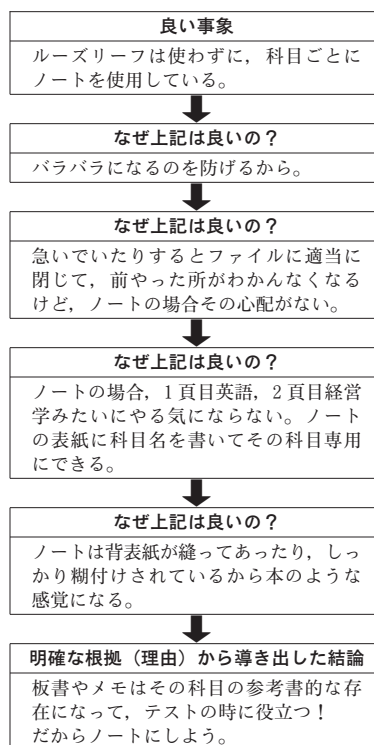 良い事象
ルーズリーフは使わずに，科目ごとに
ノートを使用している。
なぜ上記は良いの？
バラバラになるのを防げるから。
なぜ上記は良いの？
急いでいたりするとファイルに適当に
閉じて，前やった所がわかんなくなる
けど，ノートの場合その心配がない。
なぜ上記は良いの？
ノートの場合，1頁目英語，2頁目経営
学みたいにやる気にならない。ノート
の表紙に科目名を書いてその科目専用
にできる。
なぜ上記は良いの？
ノートは背表紙が縫ってあったり，しっ
かり糊付けされているから本のような
感覚になる。
明確な根拠（理由）から導き出した結論
板書やメモはその科目の参考書的な存
在になって，テストの時に役立つ！
だからノートにしよう。